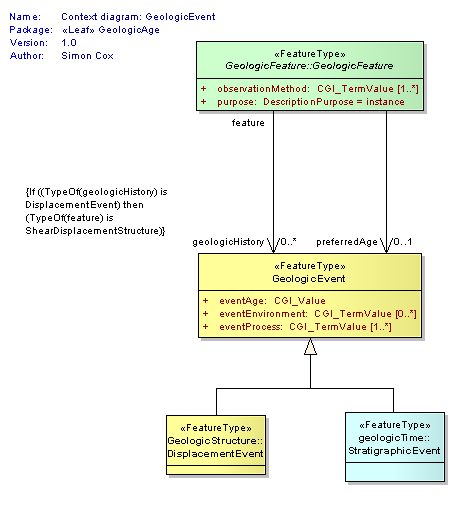 Name: Context diagram: GeologicEvent
Package: «Leaf» GeologicAge
Version: 1.0
Author: Simon Cox
«FeatureType»
GeologicFeature::GeologicFeature
+ observationMethod: CGI_TermValue [1..*]
+ purpose: DescriptionPurpose = instance
feature
{If ((TypeOf(geologicHistory) is
DisplacementEvent) then
(TypeOf(feature) is
ShearDisplacementStructure)}
geologicHistory 0..* preferredAge 0..1
«FeatureType»
GeologicEvent
+ eventAge: CGI_Value
+ eventEnvironment: CGI_TermValue [0..*]
+ eventProcess: CGI_TermValue [1..*]
«FeatureType»
GeologicStructure::
DisplacementEvent
«FeatureType»
geologicTime::
StratigraphicEvent